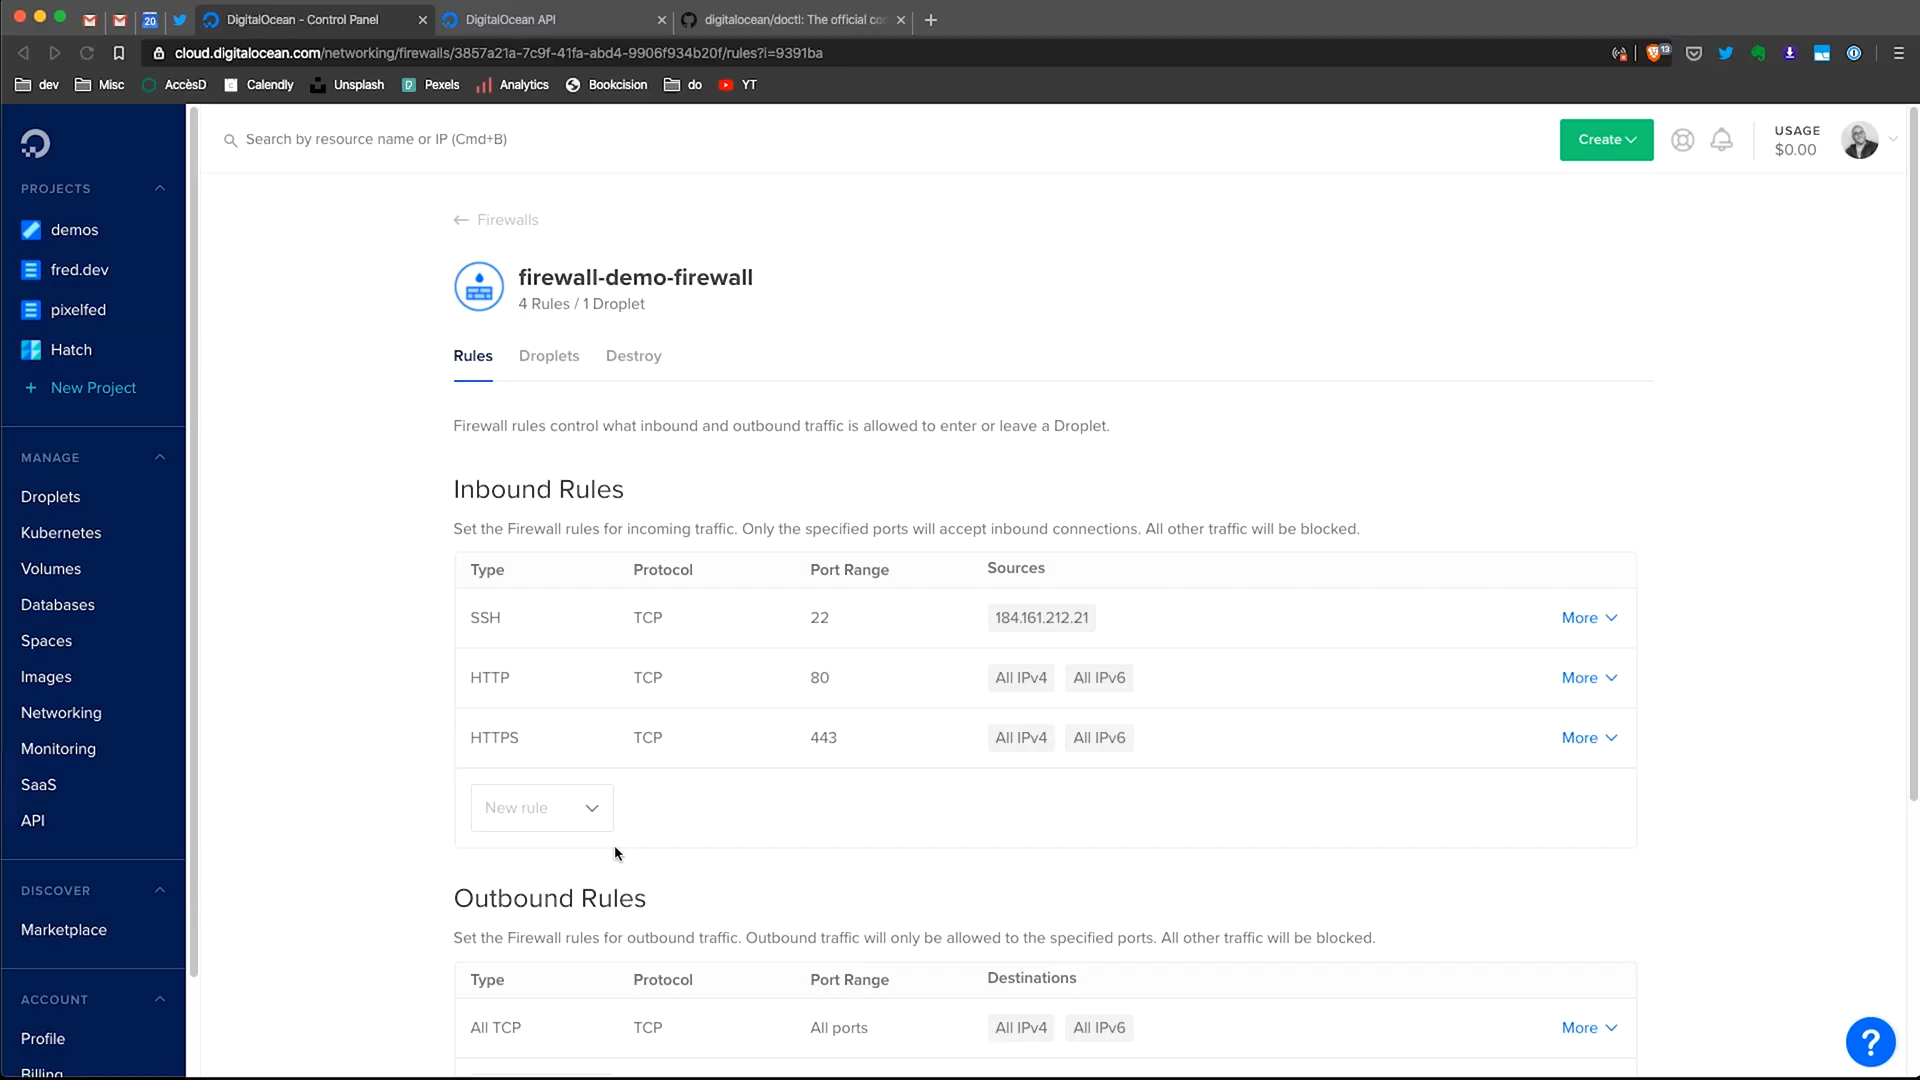 20
DigitalOcean - Control Panel
DigitalOcean API
digitalocean/doctl: The official co
cloud.digitalocean.com/networking/firewalls/3857a21a-7c9f-41fa-abd4-9906f934b20f/rules?i=9391ba
13
dev
Misc
AccèsD
Calendly
Unsplash
Pexels
Analytics
Bookcision
do
YT
Search by resource name or IP (Cmd+B)
Create
USAGE
$0.00
PROJECTS
demos
fred.dev
pixelfed
Hatch
+ New Project
MANAGE
Droplets
Kubernetes
Volumes
Databases
Spaces
Images
Networking
Monitoring
SaaS
API
DISCOVER
Marketplace
ACCOUNT
Profile
Billing
← Firewalls
firewall-demo-firewall
4 Rules / 1 Droplet
Rules Droplets Destroy
Firewall rules control what inbound and outbound traffic is allowed to enter or leave a Droplet.
Inbound Rules
Set the Firewall rules for incoming traffic. Only the specified ports will accept inbound connections. All other traffic will be blocked.
Type Protocol Port Range Sources
SSH TCP 22 184.161.212.21 More
HTTP TCP 80 All IPv4 All IPv6 More
HTTPS TCP 443 All IPv4 All IPv6 More
New rule
Outbound Rules
Set the Firewall rules for outbound traffic. Outbound traffic will only be allowed to the specified ports. All other traffic will be blocked.
Type Protocol Port Range Destinations
All TCP TCP All ports All IPv4 All IPv6 More
?